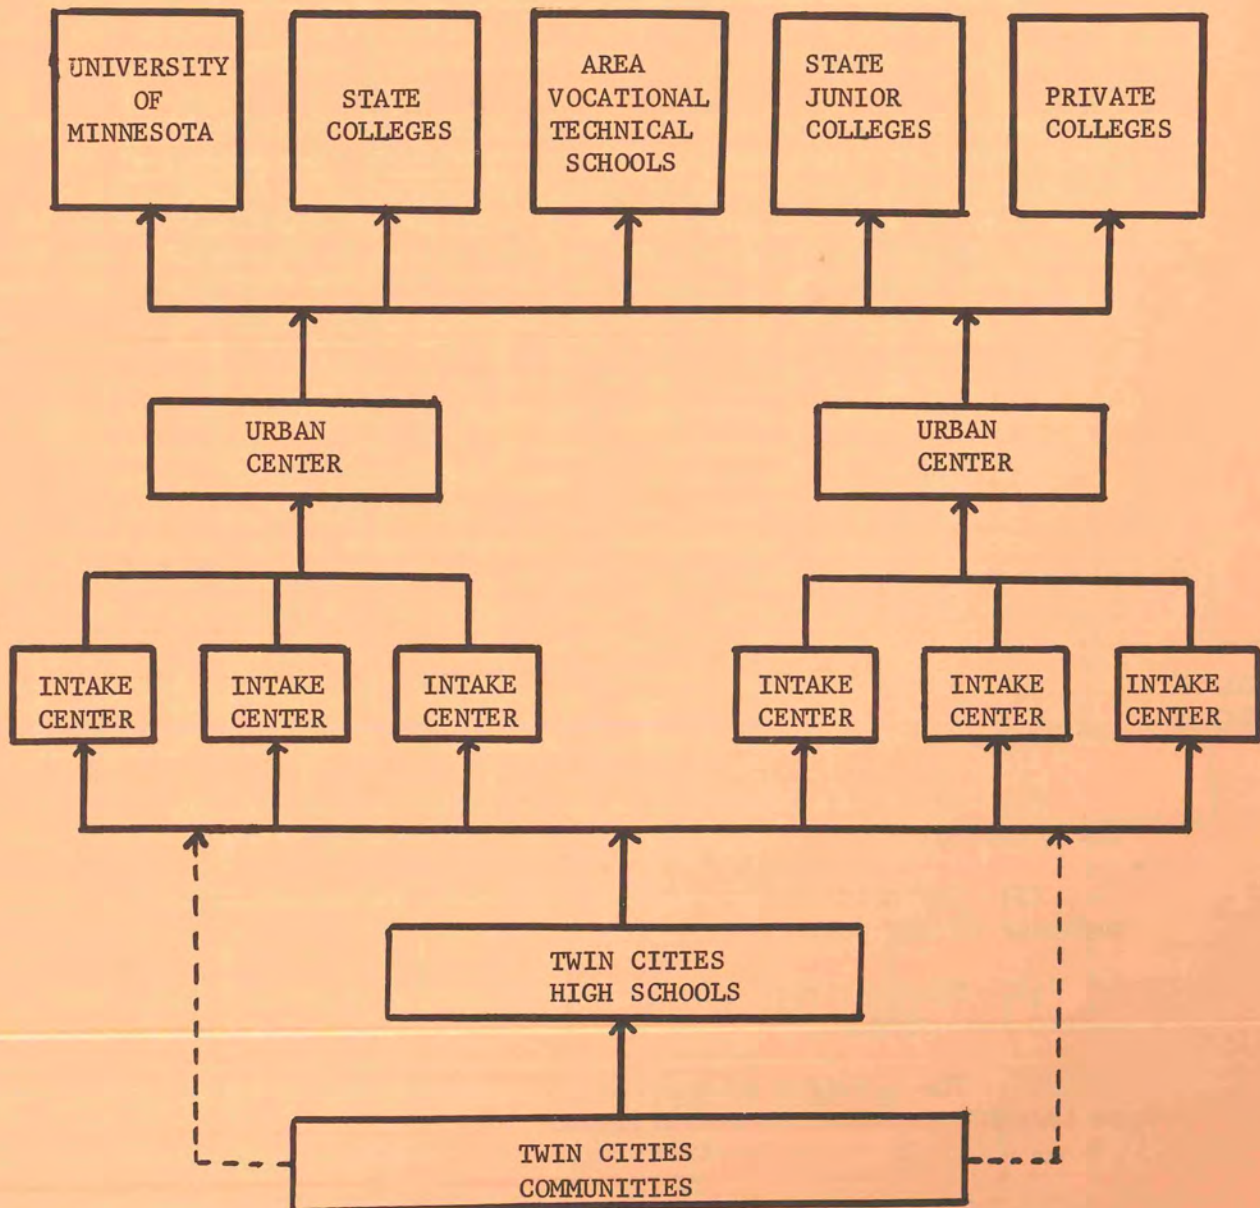 UNIVERSITY
OF
MINNESOTA
STATE
COLLEGES
AREA
VOCATIONAL
TECHNICAL
SCHOOLS
STATE
JUNIOR
COLLEGES
PRIVATE
COLLEGES
URBAN
CENTER
URBAN
CENTER
INTAKE
CENTER
INTAKE
CENTER
INTAKE
CENTER
INTAKE
CENTER
INTAKE
CENTER
INTAKE
CENTER
TWIN CITIES
HIGH SCHOOLS
TWIN CITIES
COMMUNITIES